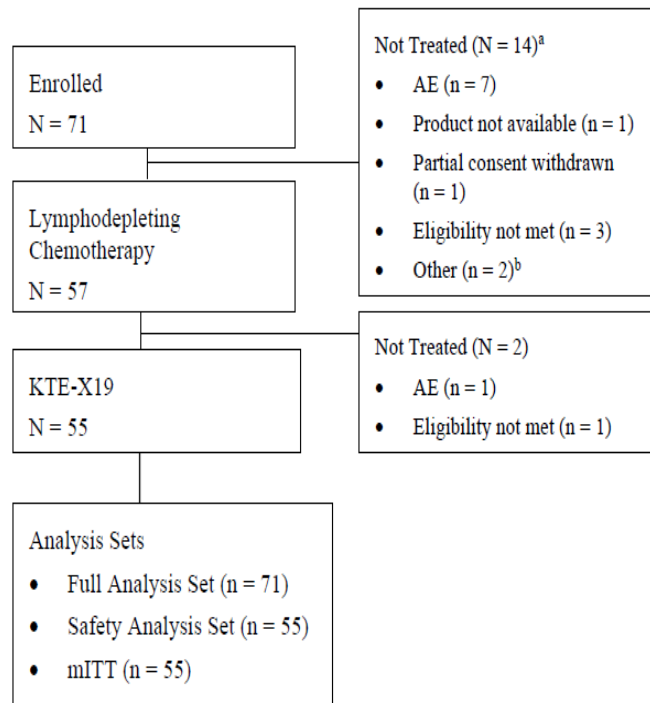 Enrolled
N = 71
Not Treated (N = 14)ᵃ
• AE (n = 7)
• Product not available (n = 1)
• Partial consent withdrawn
(n = 1)
• Eligibility not met (n = 3)
• Other (n = 2)ᵇ
Lymphodepleting
Chemotherapy
N = 57
Not Treated (N = 2)
• AE (n = 1)
• Eligibility not met (n = 1)
KTE-X19
N = 55
Analysis Sets
• Full Analysis Set (n = 71)
• Safety Analysis Set (n = 55)
• mITT (n = 55)